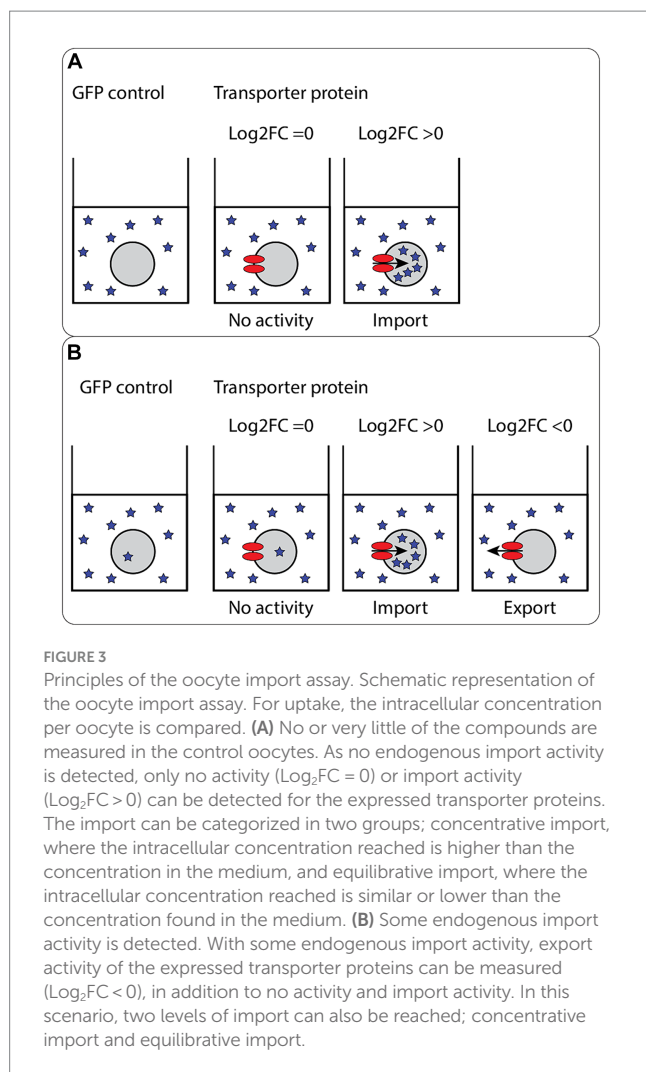 A
GFP control Transporter protein
Log2FC =0 Log2FC >0
No activity Import
B
GFP control Transporter protein
Log2FC =0 Log2FC >0 Log2FC <0
No activity Import Export
FIGURE 3
Principles of the oocyte import assay. Schematic representation of
the oocyte import assay. For uptake, the intracellular concentration
per oocyte is compared. (A) No or very little of the compounds are
measured in the control oocytes. As no endogenous import activity
is detected, only no activity (Log₂FC = 0) or import activity
(Log₂FC > 0) can be detected for the expressed transporter proteins.
The import can be categorized in two groups; concentrative import,
where the intracellular concentration reached is higher than the
concentration in the medium, and equilibrative import, where the
intracellular concentration reached is similar or lower than the
concentration found in the medium. (B) Some endogenous import
activity is detected. With some endogenous import activity, export
activity of the expressed transporter proteins can be measured
(Log₂FC < 0), in addition to no activity and import activity. In this
scenario, two levels of import can also be reached; concentrative
import and equilibrative import.